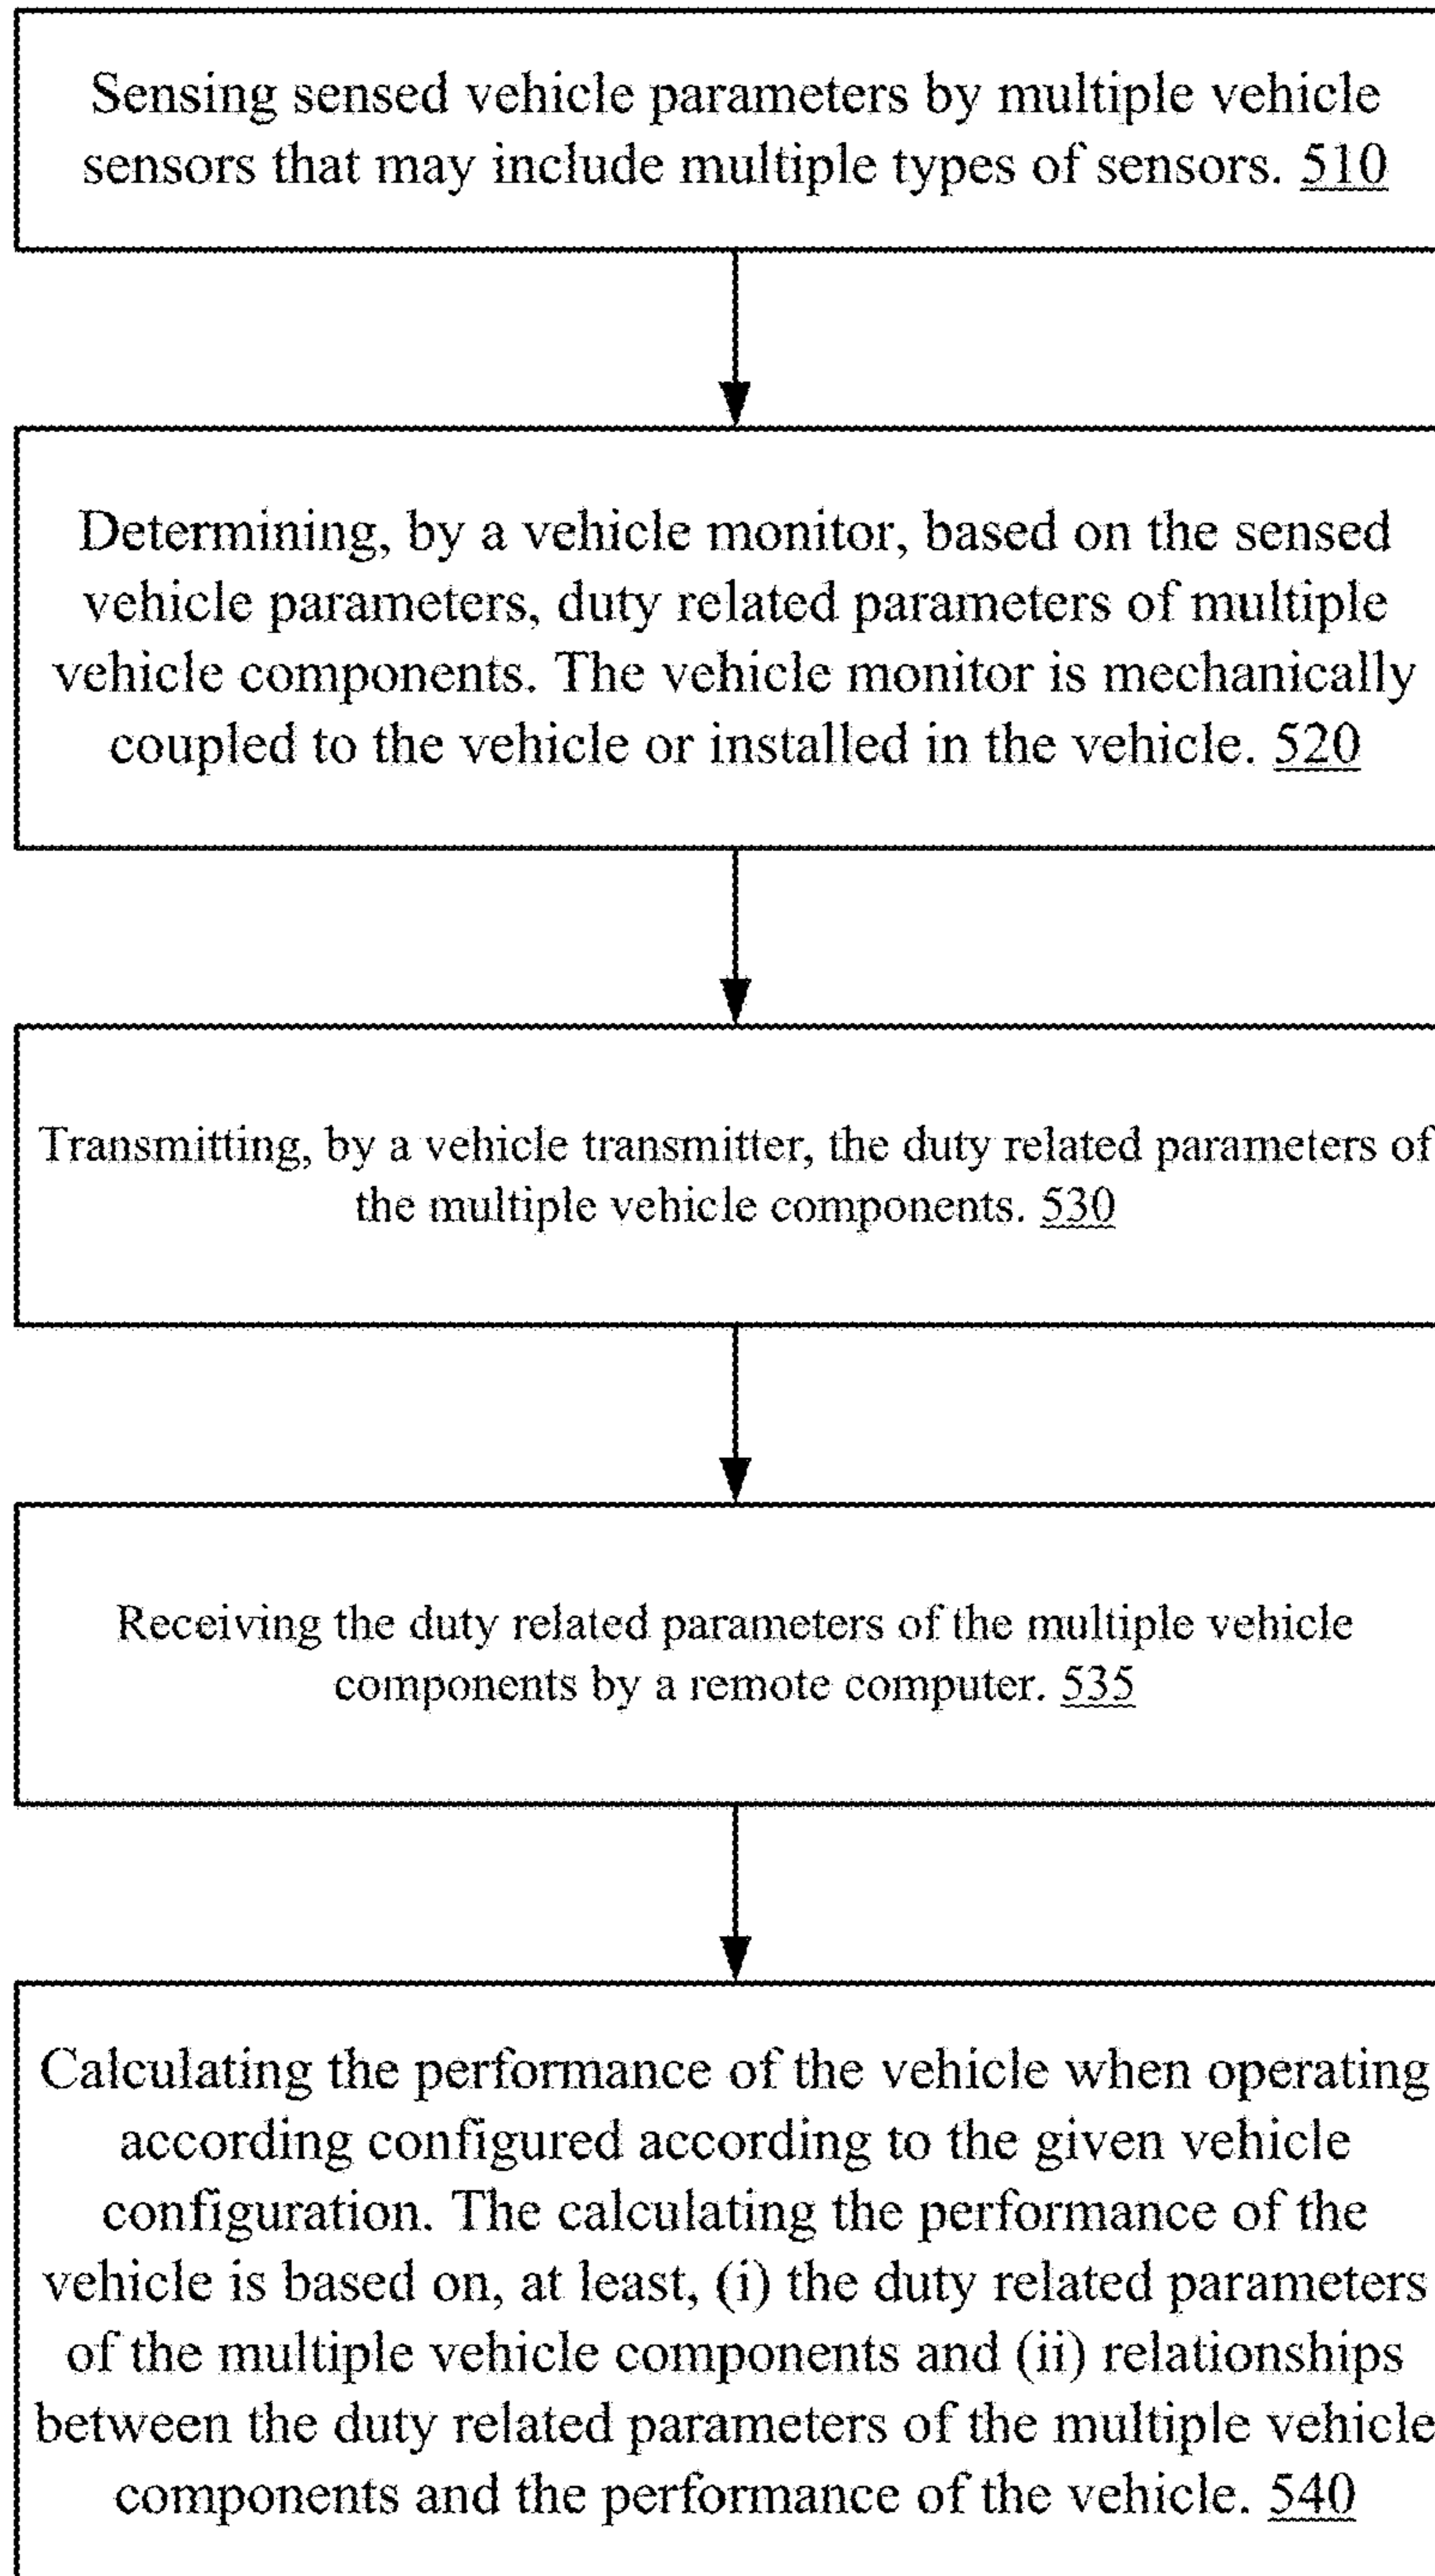 Sensing sensed vehicle parameters by multiple vehicle
sensors that may include multiple types of sensors. 510
Determining, by a vehicle monitor, based on the sensed
vehicle parameters, duty related parameters of multiple
vehicle components. The vehicle monitor is mechanically
coupled to the vehicle or installed in the vehicle. 520
Transmitting, by a vehicle transmitter, the duty related parameters of
the multiple vehicle components. 530
Receiving the duty related parameters of the multiple vehicle
components by a remote computer. 535
Calculating the performance of the vehicle when operating
according configured according to the given vehicle
configuration. The calculating the performance of the
vehicle is based on, at least, (i) the duty related parameters
of the multiple vehicle components and (ii) relationships
between the duty related parameters of the multiple vehicle
components and the performance of the vehicle. 540